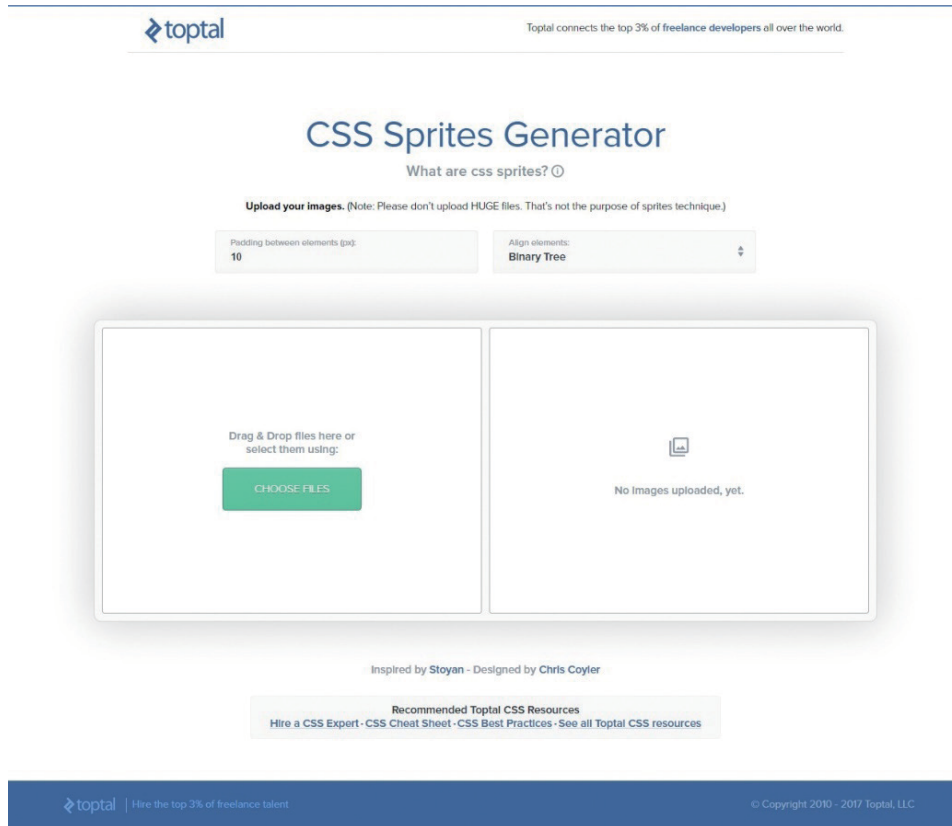 toptal
Toptal connects the top 3% of freelance developers all over the world.
CSS Sprites Generator
What are css sprites?
Upload your images. (Note: Please don't upload HUGE files. That's not the purpose of sprites technique.)
Padding between elements (px):
10
Align elements:
Binary Tree
Drag & Drop files here or
select them using:
CHOOSE FILES
No images uploaded, yet.
Inspired by Stoyan - Designed by Chris Coyier
Recommended Toptal CSS Resources
Hire a CSS Expert · CSS Cheat Sheet · CSS Best Practices · See all Toptal CSS resources
toptal | Hire the top 3% of freelance talent
© Copyright 2010 - 2017 Toptal, LLC